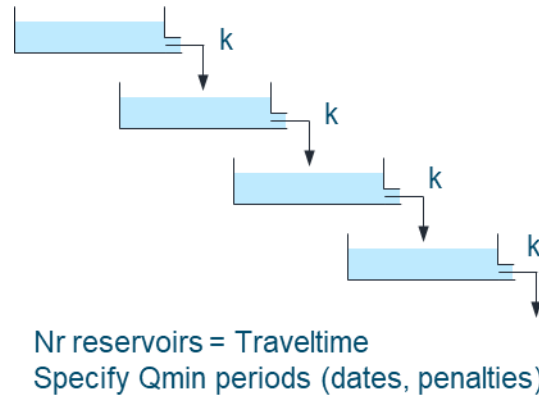 k
k
k
k
Nr reservoirs = Traveltime
Specify Qmin periods (dates, penalties)